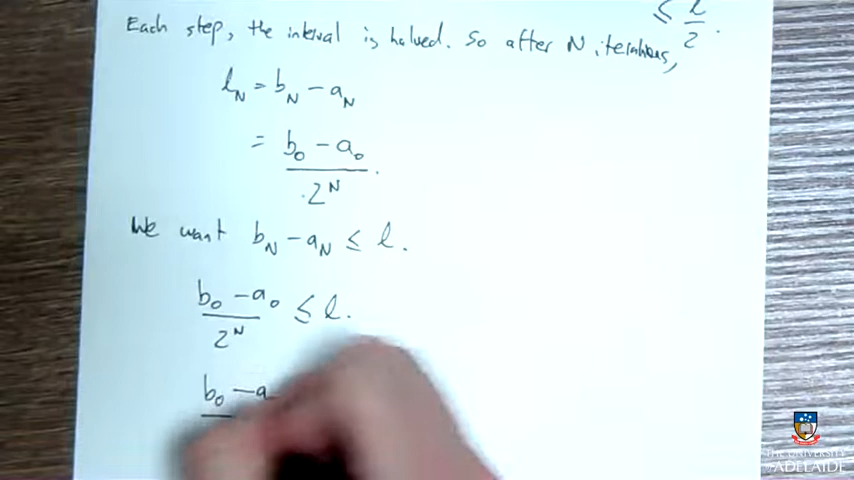 ≤ l/2.
Each step, the interval is halved. So after N iterations,
l_N = b_N - a_N
= (b_0 - a_0)/2^N.
We want b_N - a_N ≤ l.
(b_0 - a_0)/2^N ≤ l.
b_0 - a
THE UNIVERSITY
of ADELAIDE